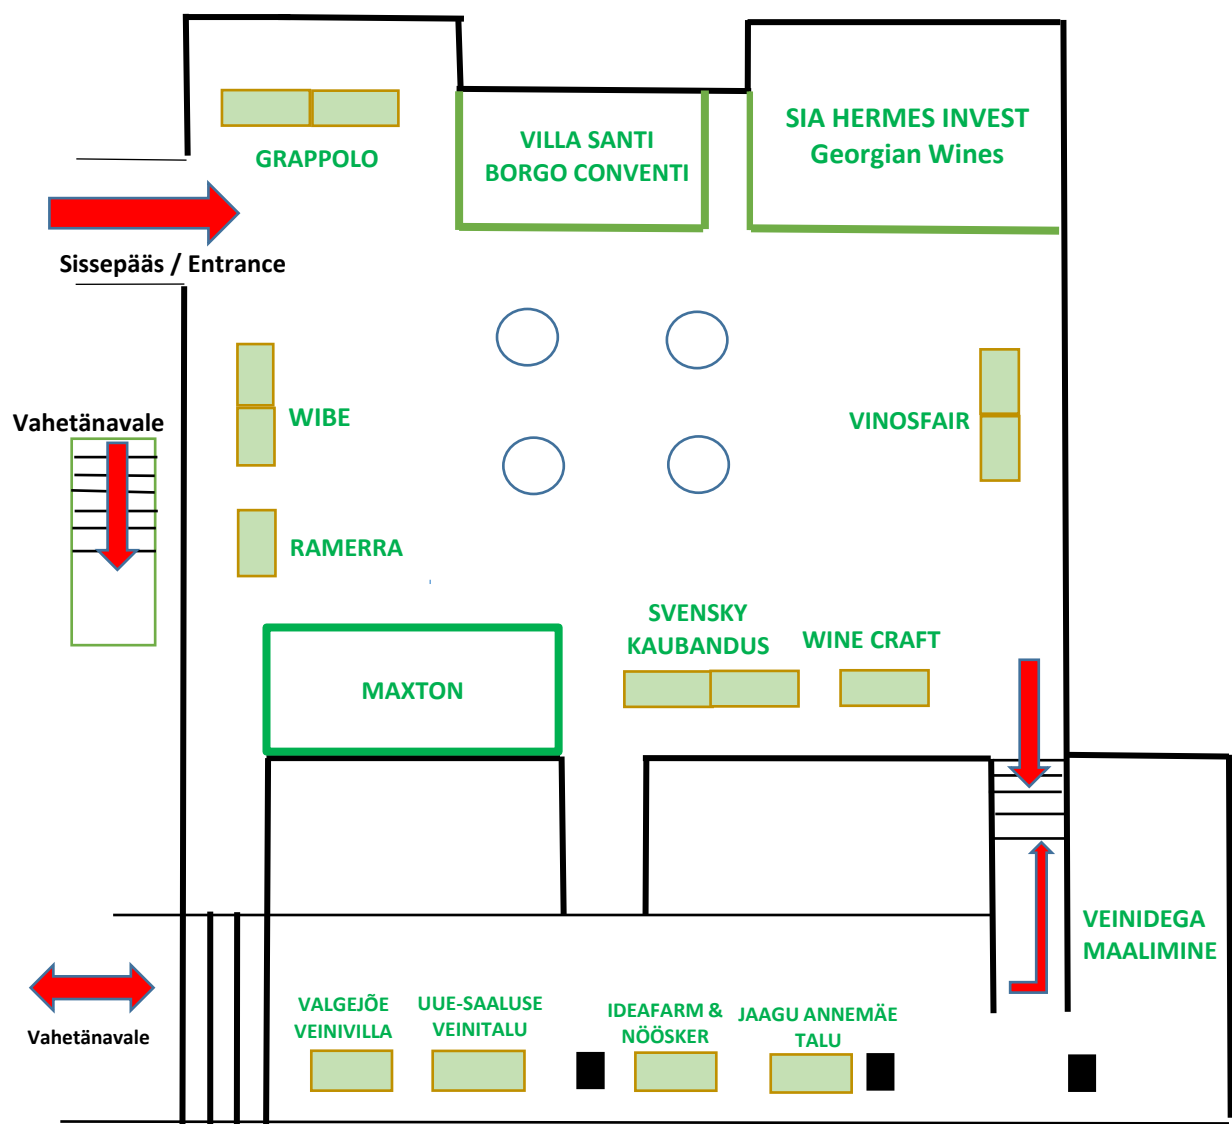 SIA HERMES INVEST
Georgian Wines
VILLA SANTI
BORGO CONVENTI
GRAPPOLO
Sissepääs / Entrance
WIBE
VINOSFAIR
Vahetänavale
RAMERRA
SVENSKY
KAUBANDUS
WINE CRAFT
MAXTON
VEINIDEGA
MAALIMINE
VALGEJÕE
VEINIVILLA
UUE-SAALUSE
VEINITALU
IDEAFARM &
NÖÖSKER
JAAGU ANNEMÄE
TALU
Vahetänavale